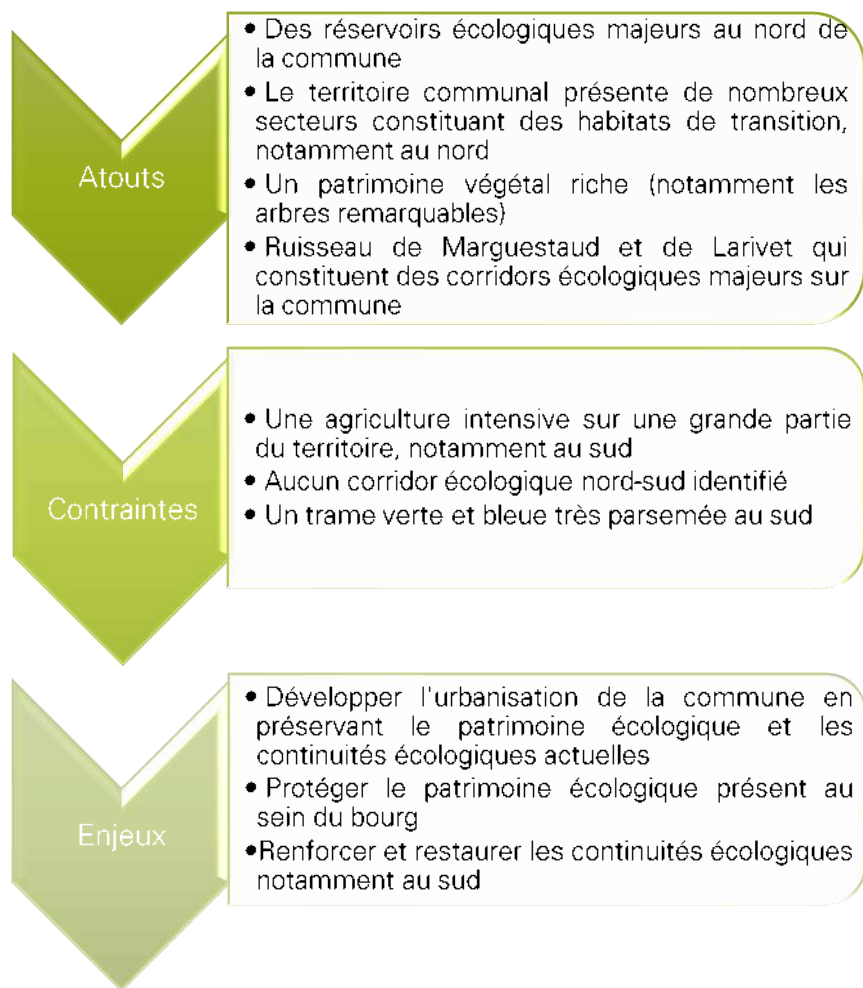 Atouts
• Des réservoirs écologiques majeurs au nord de
la commune
• Le territoire communal présente de nombreux
secteurs constituant des habitats de transition,
notamment au nord
• Un patrimoine végétal riche (notamment les
arbres remarquables)
• Ruisseau de Marguestaud et de Larivet qui
constituent des corridors écologiques majeurs sur
la commune
Contraintes
• Une agriculture intensive sur une grande partie
du territoire, notamment au sud
• Aucun corridor écologique nord-sud identifié
• Un trame verte et bleue très parsemée au sud
Enjeux
• Développer l'urbanisation de la commune en
préservant le patrimoine écologique et les
continuités écologiques actuelles
• Protéger le patrimoine écologique présent au
sein du bourg
•Renforcer et restaurer les continuités écologiques
notamment au sud